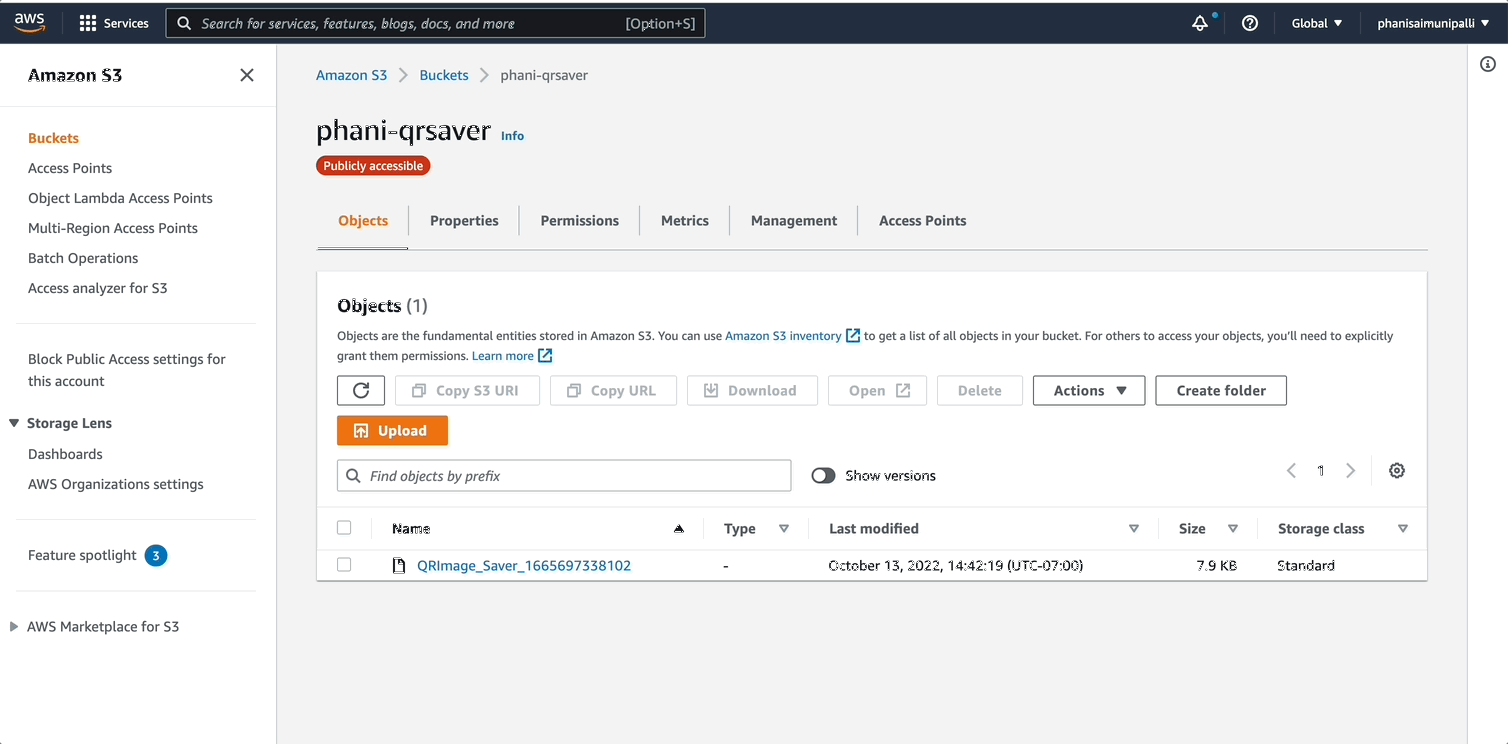 aws Services Search for services, features, blogs, docs, and more [Option+S] Global phanisaimunipalli
Amazon S3
Buckets
Access Points
Object Lambda Access Points
Multi-Region Access Points
Batch Operations
Access analyzer for S3
Block Public Access settings for
this account
Storage Lens
Dashboards
AWS Organizations settings
Feature spotlight 3
AWS Marketplace for S3
Amazon S3 Buckets phani-qrsaver
phani-qrsaver Info
Publicly accessible
Objects Properties Permissions Metrics Management Access Points
Objects (1)
Objects are the fundamental entities stored in Amazon S3. You can use Amazon S3 inventory to get a list of all objects in your bucket. For others to access your objects, you'll need to explicitly
grant them permissions. Learn more
Copy S3 URI Copy URL Download Open Delete Actions Create folder
Upload
Find objects by prefix Show versions 1
Name Type Last modified Size Storage class
QRImage_Saver_1665697338102 - October 13, 2022, 14:42:19 (UTC-07:00) 7.9 KB Standard